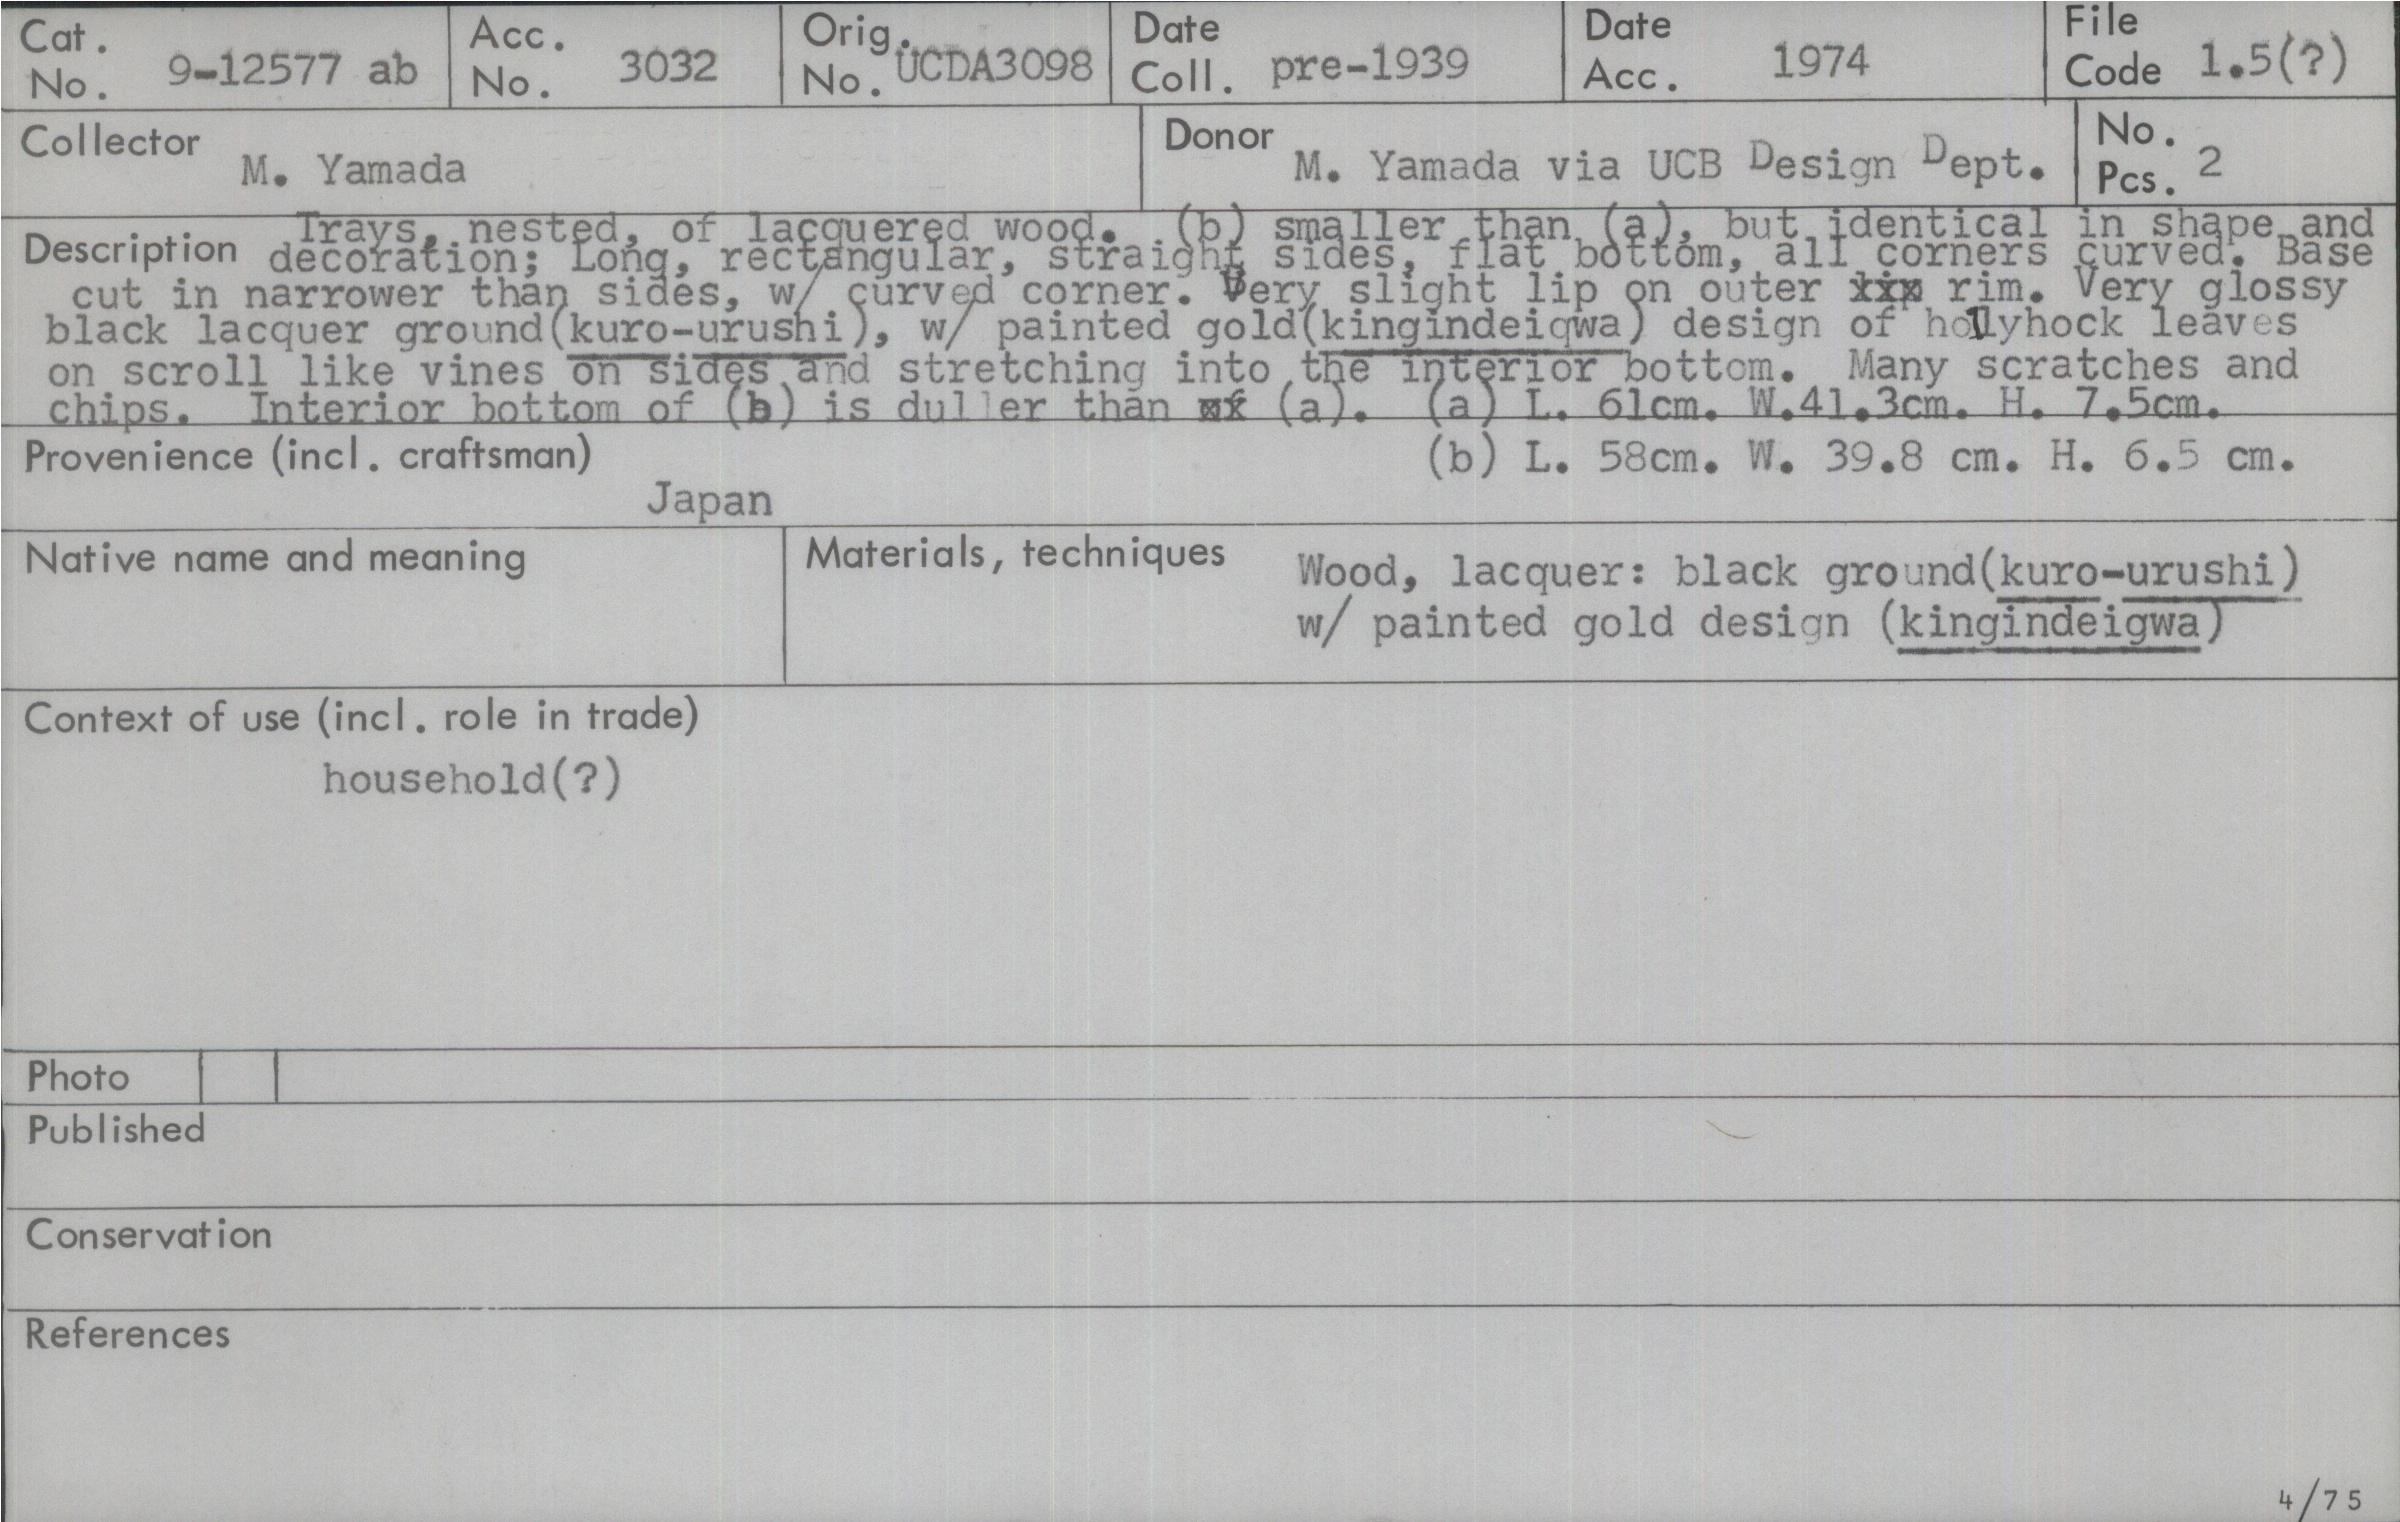 Cat. No. 9-12577 ab
Acc. No. 3032
Orig. No. UCDA3098
Date Coll. pre-1939
Date Acc. 1974
File Code 1.5(?)
Collector M. Yamada
Donor M. Yamada via UCB Design Dept.
No. Pcs. 2
Description Trays, nested, of lacquered wood. (b) smaller than (a), but identical in shape and
decoration; Long, rectangular, straight sides, flat bottom, all corners curved. Base
cut in narrower than sides, w/ curved corner. Very slight lip on outer rim. Very glossy
black lacquer ground(kuro-urushi), w/ painted gold(kingindeigwa) design of hollyhock leaves
on scroll like vines on sides and stretching into the interior bottom. Many scratches and
chips. Interior bottom of (b) is duller than (a). (a) L. 61cm. W.41.3cm. H. 7.5cm.
(b) L. 58cm. W. 39.8 cm. H. 6.5 cm.
Provenience (incl. craftsman)
Japan
Native name and meaning
Materials, techniques Wood, lacquer: black ground(kuro-urushi)
w/ painted gold design (kingindeigwa)
Context of use (incl. role in trade)
household(?)
Photo
Published
Conservation
References
4/75